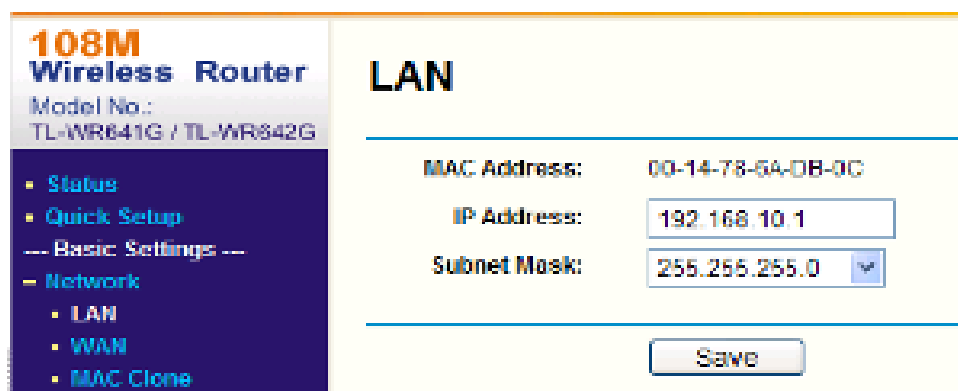 108M
Wireless Router
Model No.:
TL-WR641G / TL-WR642G
Status
Quick Setup
--- Basic Settings ---
Network
LAN
WAN
MAC Clone
LAN
MAC Address: 00-14-78-6A-DB-0C
IP Address: 192.168.10.1
Subnet Mask: 255.255.255.0
Save